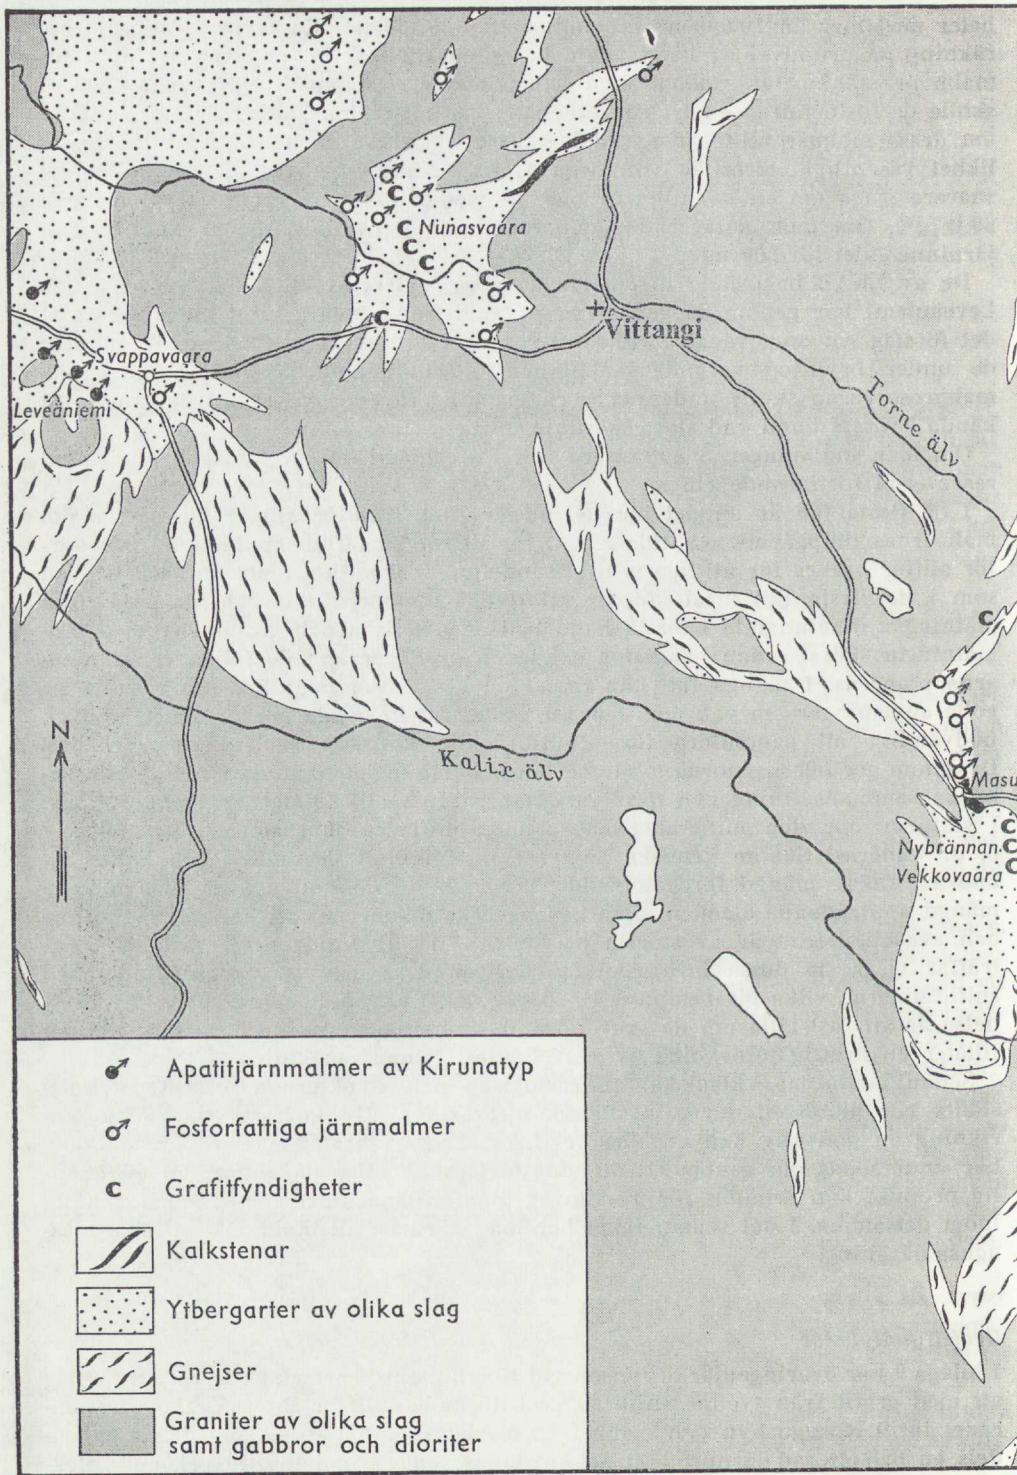 Nunasvaara
Vittangi
Svappavaara
Leveäniemi
Torne älv
N
Kalix älv
Masu
Nybrännan
Vekkovaara
Apatitjärnmalmer av Kirunatyp
Fosforfattiga järnmalmer
Grafitfyndigheter
Kalkstenar
Ytbergarter av olika slag
Gnejser
Graniter av olika slag
samt gabbror och dioriter